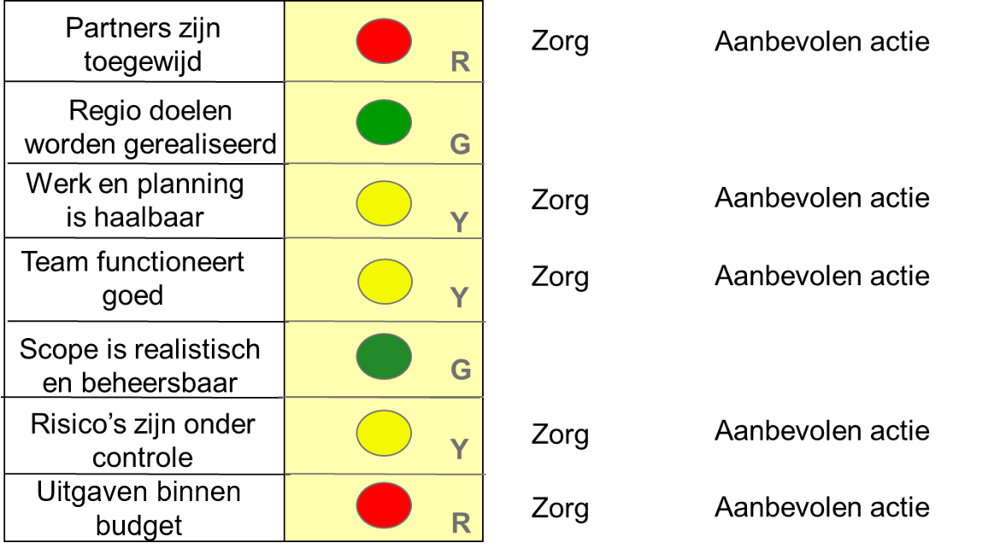 Partners zijn
toegewijd
R
Zorg
Aanbevolen actie
Regio doelen
worden gerealiseerd
G
Werk en planning
is haalbaar
Y
Zorg
Aanbevolen actie
Team functioneert
goed
Y
Zorg
Aanbevolen actie
Scope is realistisch
en beheersbaar
G
Risico’s zijn onder
controle
Y
Zorg
Aanbevolen actie
Uitgaven binnen
budget
R
Zorg
Aanbevolen actie